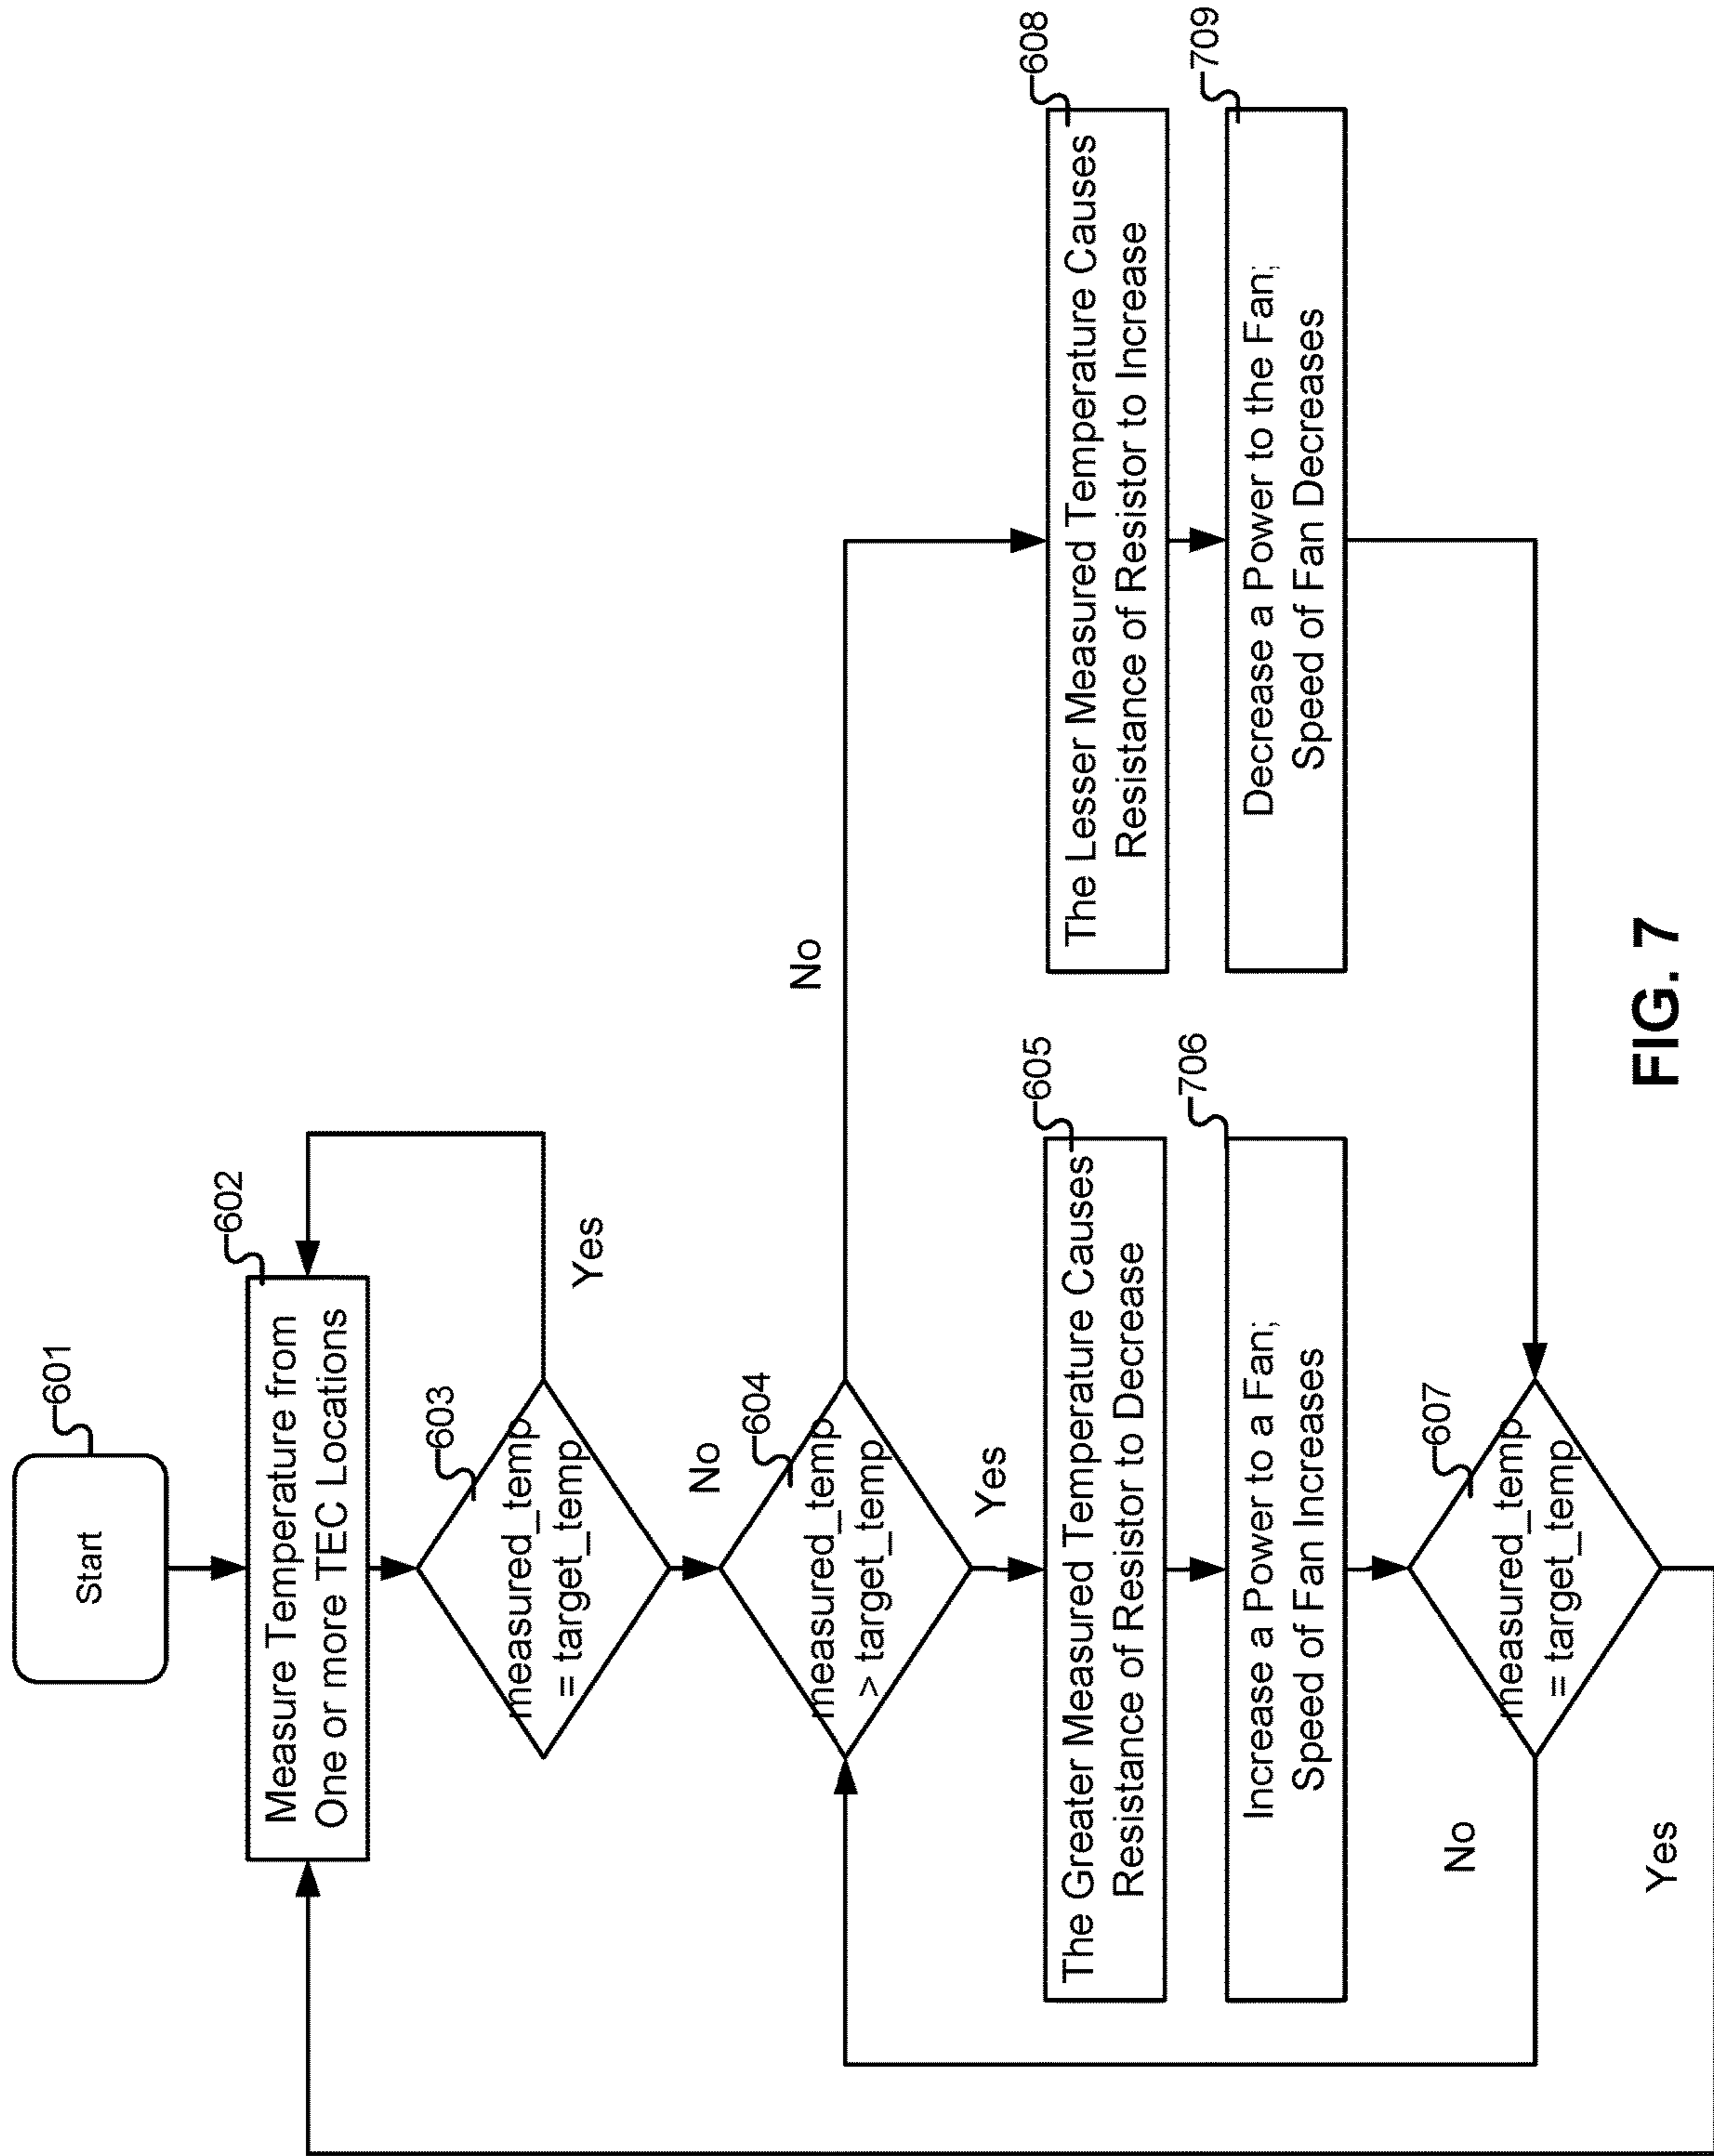 Start
601
Measure Temperature from
One or more TEC Locations
602
measured_temp
= target_temp
603
Yes
No
measured_temp
> target_temp
604
No
Yes
The Greater Measured Temperature Causes
Resistance of Resistor to Decrease
605
The Lesser Measured Temperature Causes
Resistance of Resistor to Increase
608
Increase a Power to a Fan;
Speed of Fan Increases
706
Decrease a Power to the Fan;
Speed of Fan Decreases
709
measured_temp
= target_temp
607
No
Yes
FIG. 7